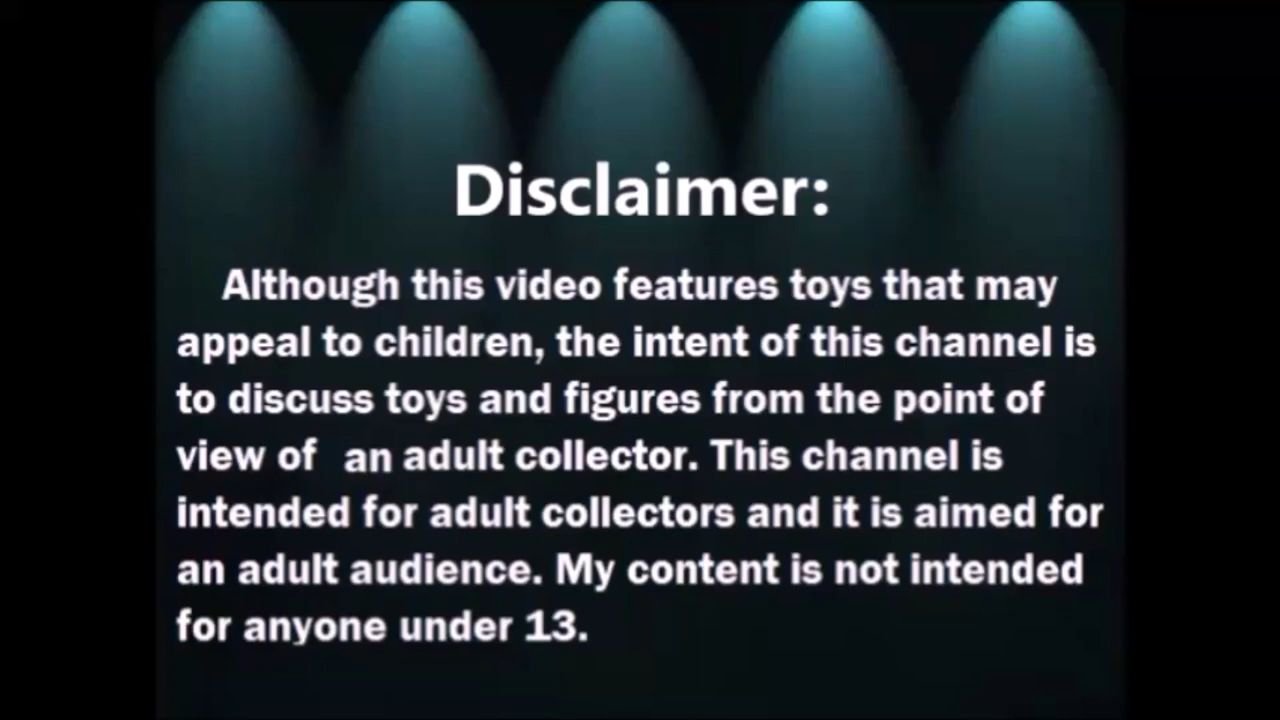 Disclaimer:
Although this video features toys that may
appeal to children, the intent of this channel is
to discuss toys and figures from the point of
view of an adult collector. This channel is
intended for adult collectors and it is aimed for
an adult audience. My content is not intended
for anyone under 13.